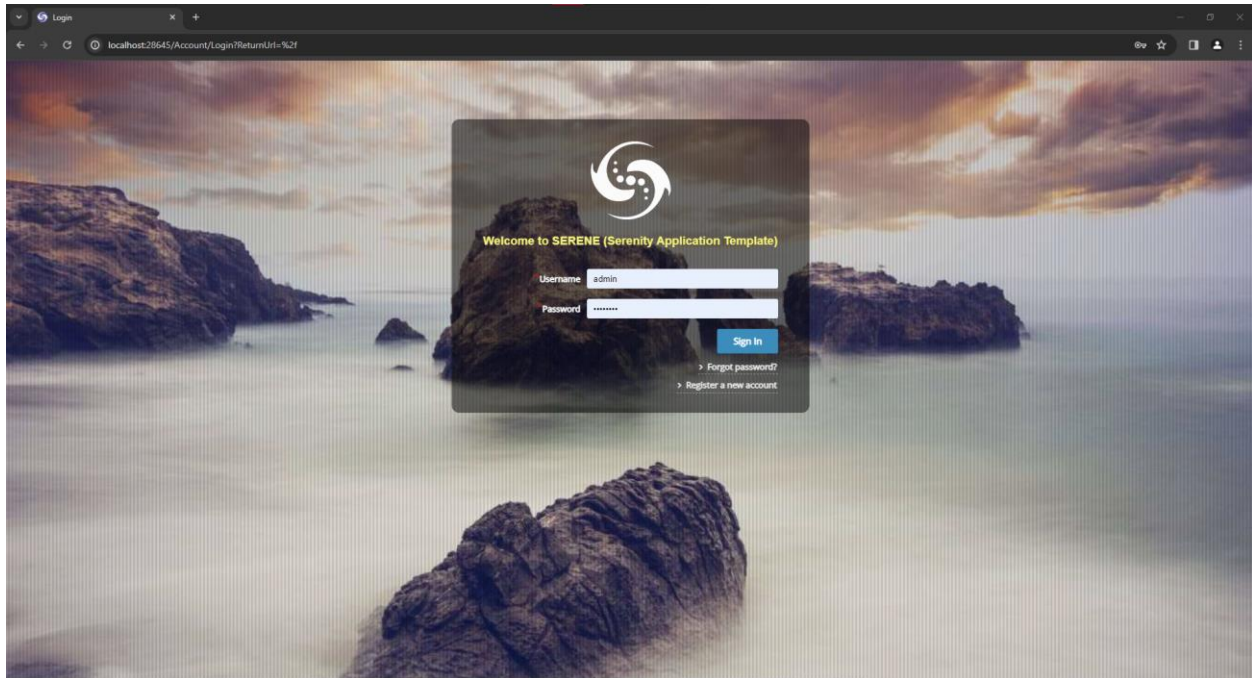 Login
localhost:28645/Account/Login?ReturnUrl=%2f
Welcome to SERENE (Serenity Application Template)
*Username admin
*Password ••••••••
Sign In
> Forgot password?
> Register a new account